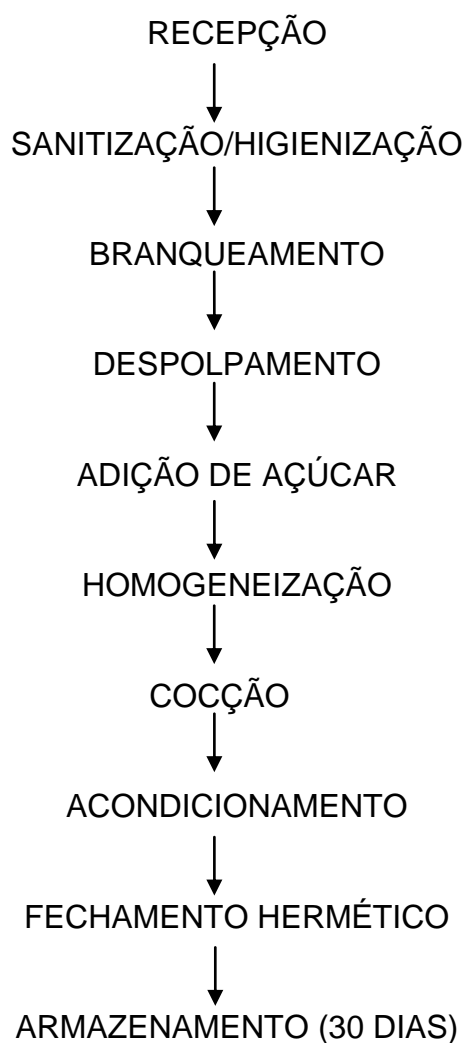 RECEPÇÃO
SANITIZAÇÃO/HIGIENIZAÇÃO
BRANQUEAMENTO
DESPOLPAMENTO
ADIÇÃO DE AÇÚCAR
HOMOGENEIZAÇÃO
COCÇÃO
ACONDICIONAMENTO
FECHAMENTO HERMÉTICO
ARMAZENAMENTO (30 DIAS)